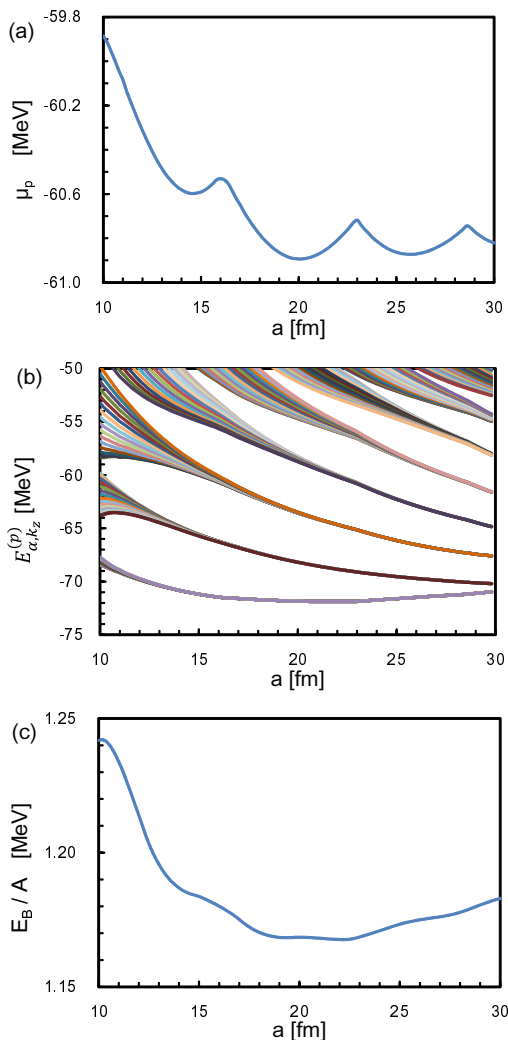 (a)
-59.8
-60.2
-60.6
-61.0
μp [MeV]
10 15 20 25 30
a [fm]
(b)
-50
-55
-60
-65
-70
-75
E^{(p)}_{α,k_z} [MeV]
10 15 20 25 30
a [fm]
(c)
1.25
1.20
1.15
E_B / A [MeV]
10 15 20 25 30
a [fm]